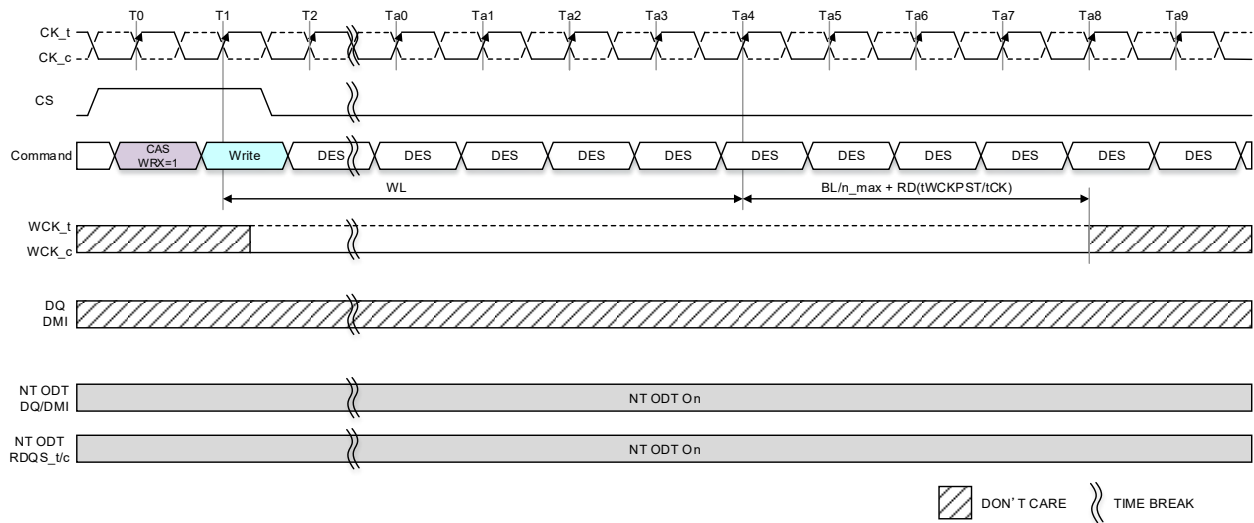 T0 T1 T2 Ta0 Ta1 Ta2 Ta3 Ta4 Ta5 Ta6 Ta7 Ta8 Ta9
CK_t
CK_c
CS
Command CAS WRX=1 Write DES DES DES DES DES DES DES DES DES DES DES
WL BL/n_max + RD(tWCKPST/tCK)
WCK_t
WCK_c
DQ
DMI
NT ODT
DQ/DMI
NT ODT On
NT ODT
RDQS_t/c
NT ODT On
DON'T CARE TIME BREAK